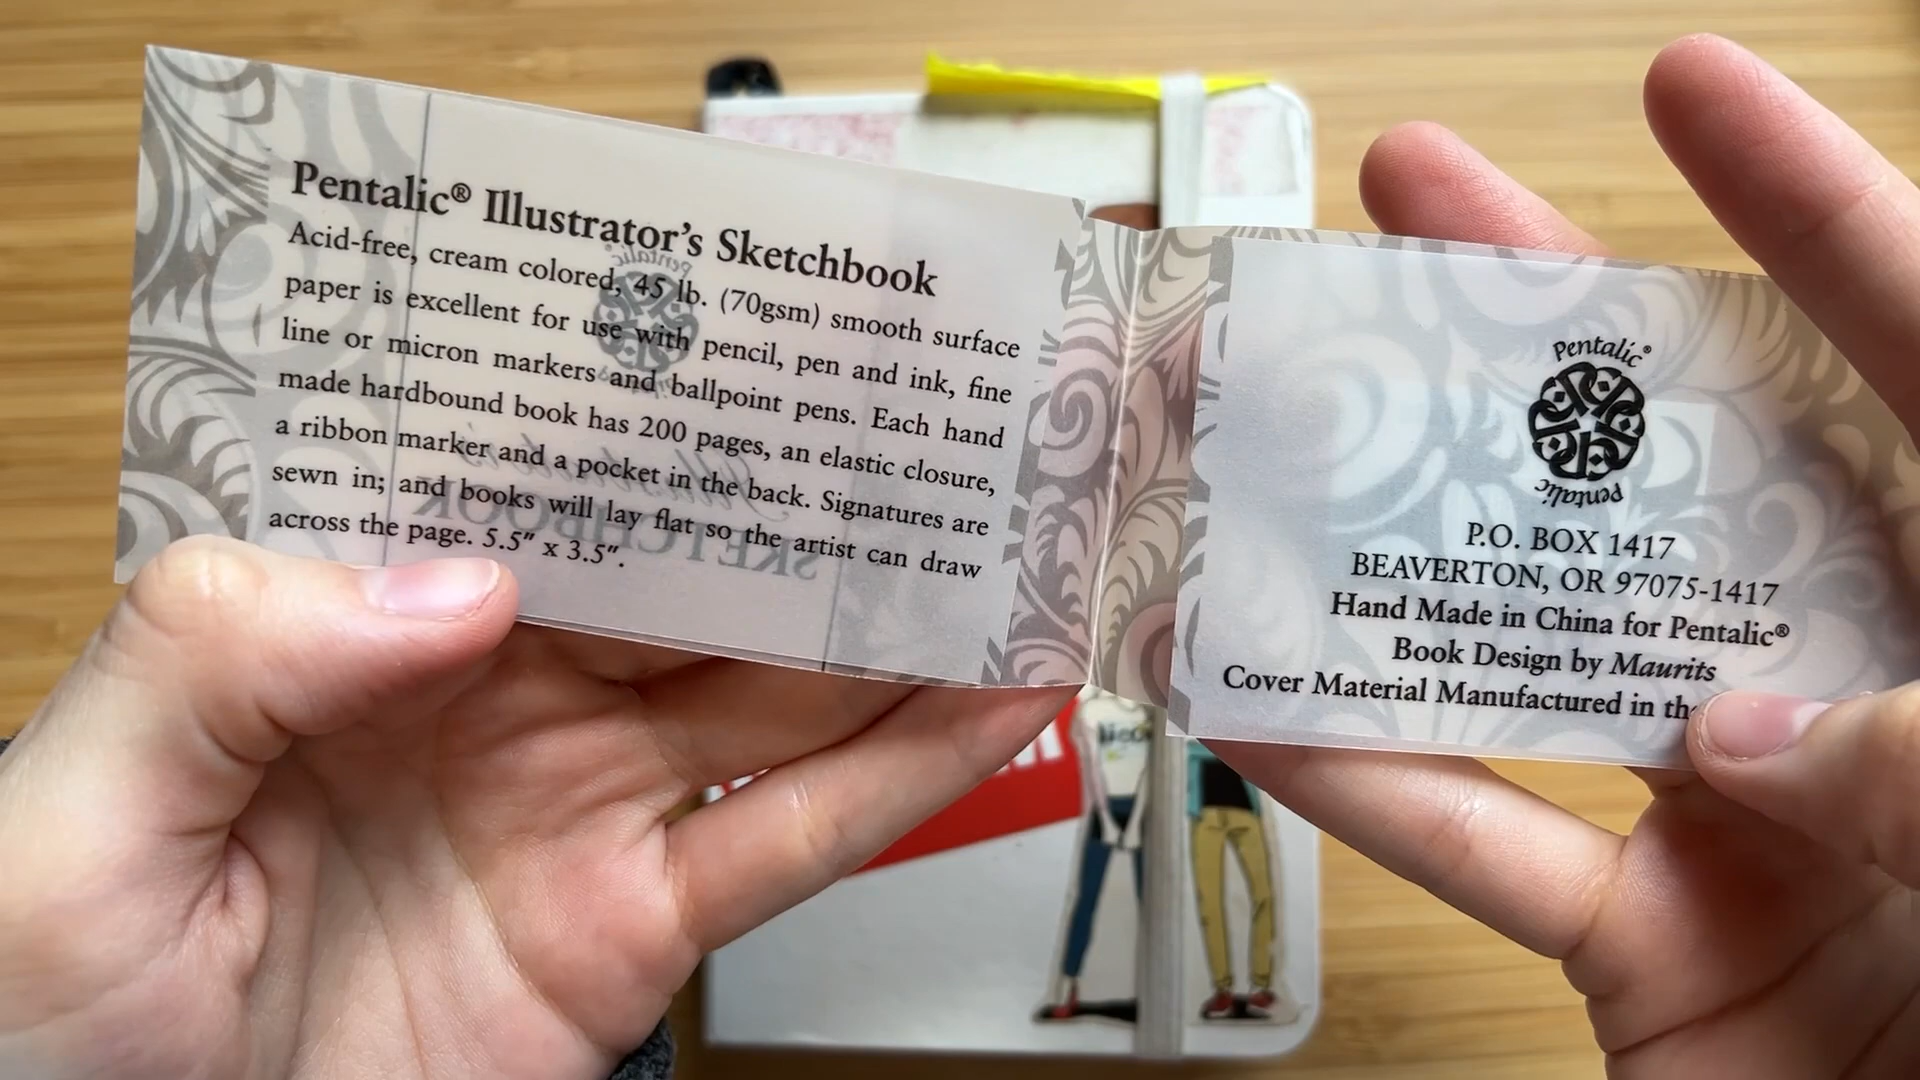 Pentalic® Illustrator's Sketchbook
Acid-free, cream colored, 45 lb. (70gsm) smooth surface
paper is excellent for use with pencil, pen and ink, fine
line or micron markers and ballpoint pens. Each hand
made hardbound book has 200 pages, an elastic closure,
a ribbon marker and a pocket in the back. Signatures are
sewn in; and books will lay flat so the artist can draw
across the page. 5.5" x 3.5".
Pentalic®
Pentalic
P.O. BOX 1417
BEAVERTON, OR 97075-1417
Hand Made in China for Pentalic®
Book Design by Maurits
Cover Material Manufactured in the
SKETCHBOOK